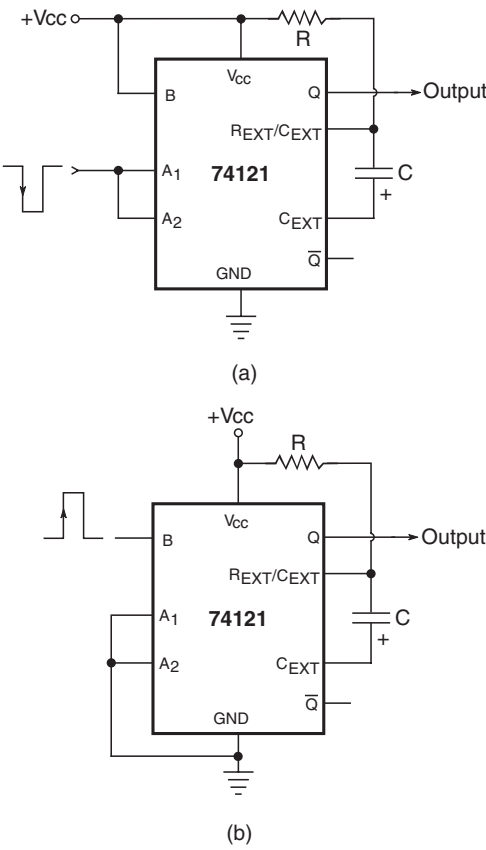 +Vcc
R
Vcc
B
Q
Output
REXT/CEXT
A1
74121
C
+
A2
CEXT
Q̅
GND
(a)
+Vcc
R
Vcc
B
Q
Output
REXT/CEXT
A1
74121
C
+
A2
CEXT
Q̅
GND
(b)